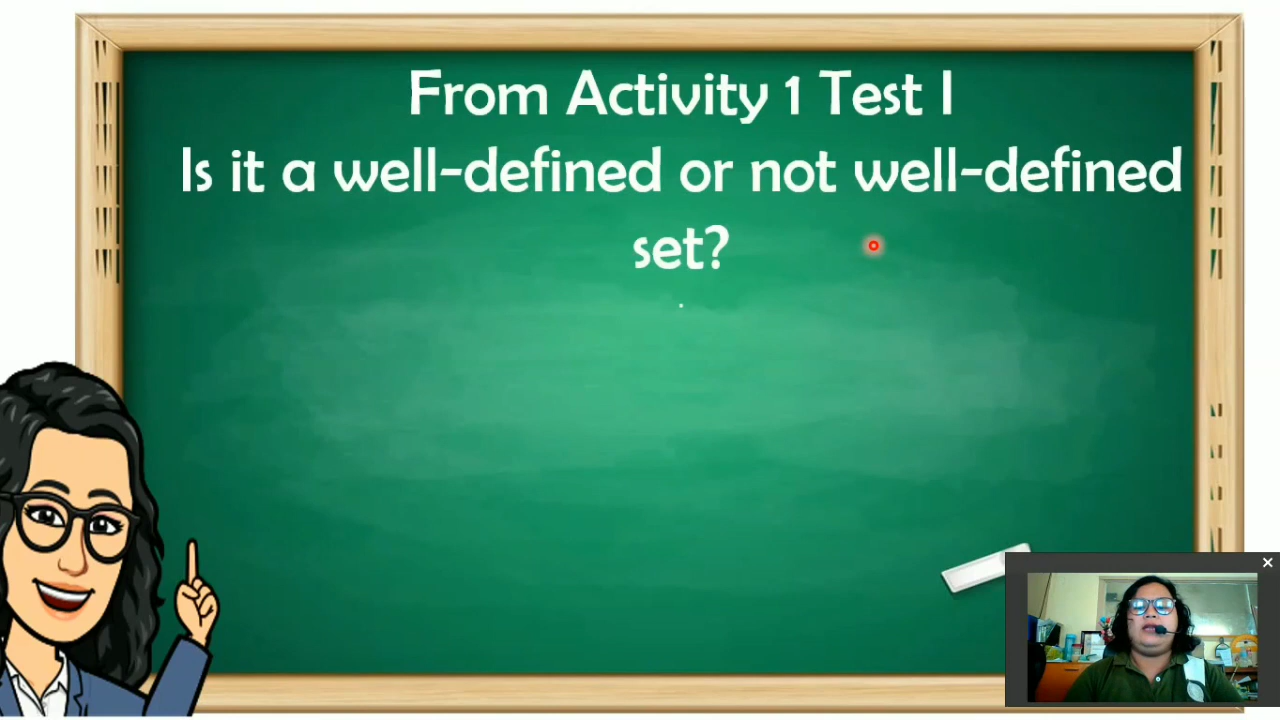 From Activity 1 Test I
Is it a well-defined or not well-defined
set?
.